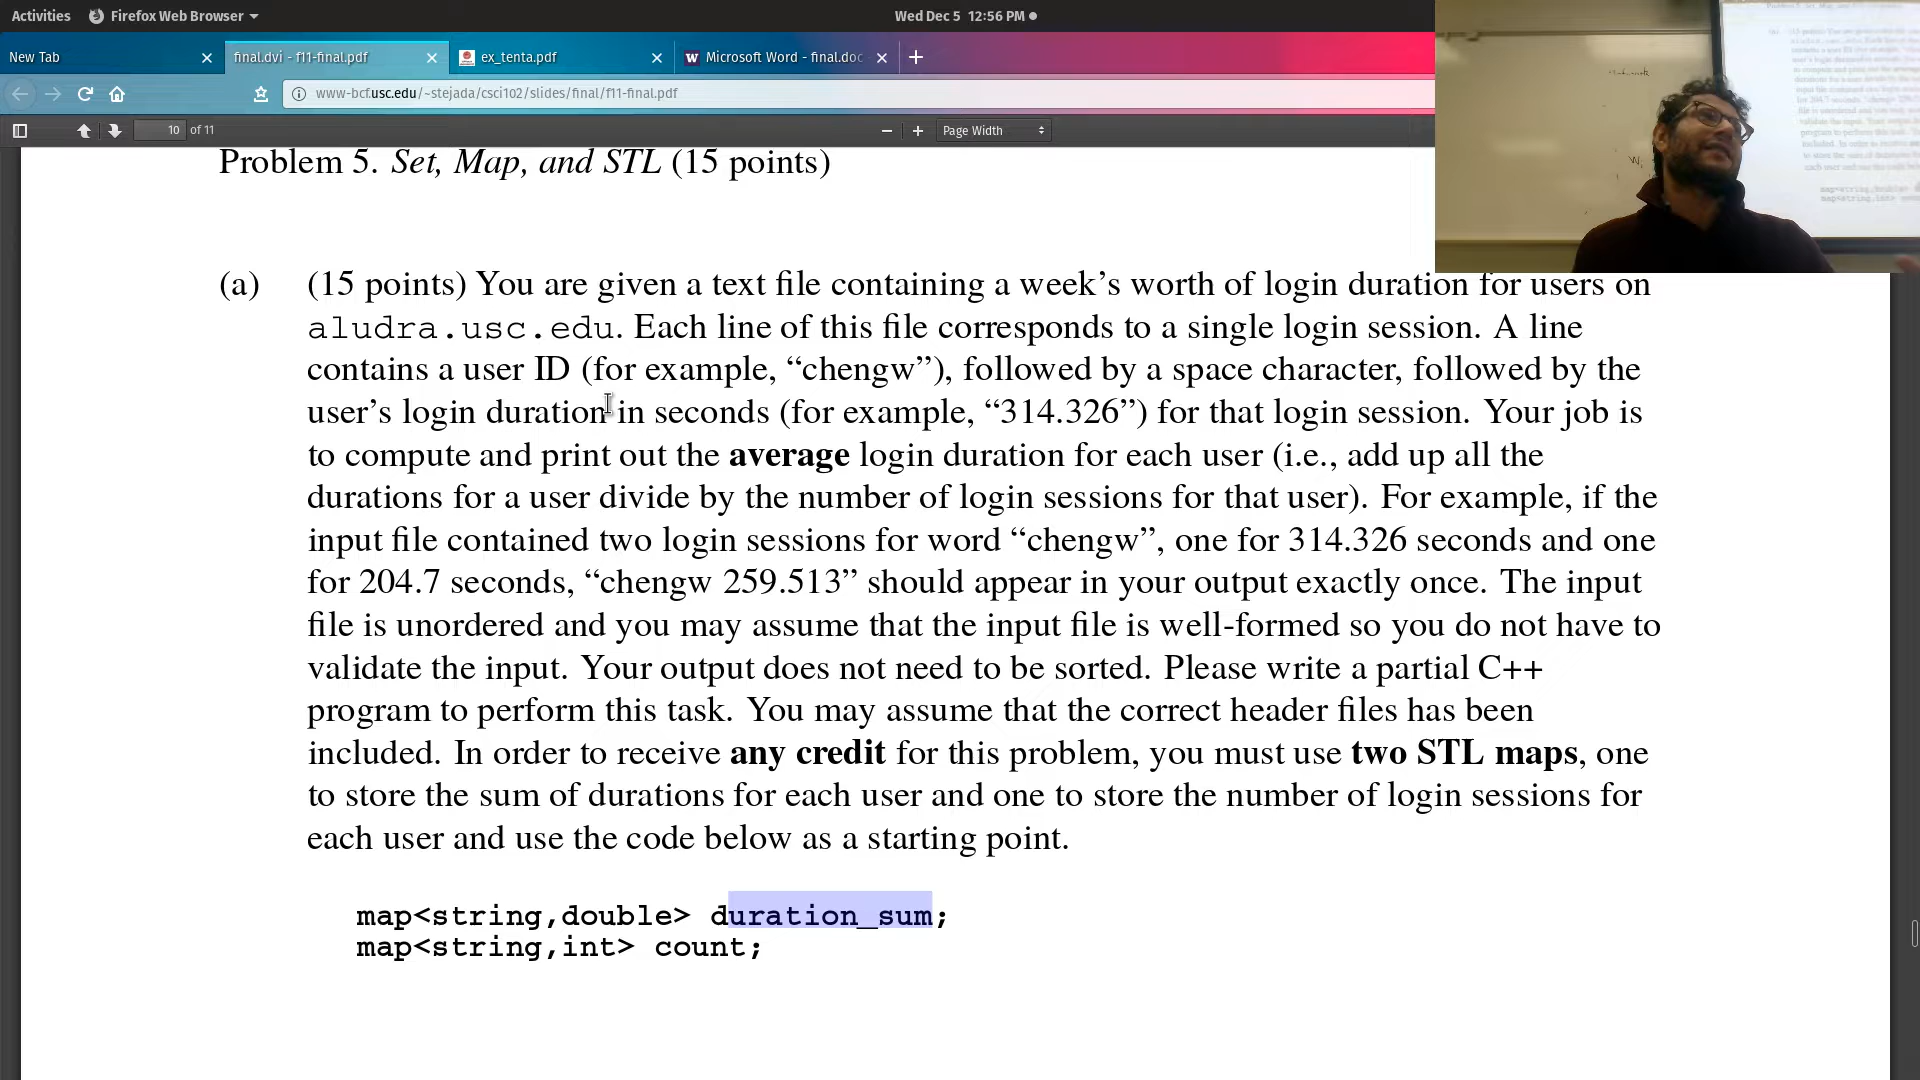 Activities
Firefox Web Browser
Wed Dec 5 12:56 PM
New Tab
final.dvi - f11-final.pdf
ex_tenta.pdf
Microsoft Word - final.doc
www-bcf.usc.edu/~stejada/csci102/slides/final/f11-final.pdf
10 of 11
Page Width
Problem 5. Set, Map, and STL (15 points)
(a) (15 points) You are given a text file containing a week’s worth of login duration for users on
aludra.usc.edu. Each line of this file corresponds to a single login session. A line
contains a user ID (for example, “chengw”), followed by a space character, followed by the
user’s login duration in seconds (for example, “314.326”) for that login session. Your job is
to compute and print out the average login duration for each user (i.e., add up all the
durations for a user divide by the number of login sessions for that user). For example, if the
input file contained two login sessions for word “chengw”, one for 314.326 seconds and one
for 204.7 seconds, “chengw 259.513” should appear in your output exactly once. The input
file is unordered and you may assume that the input file is well-formed so you do not have to
validate the input. Your output does not need to be sorted. Please write a partial C++
program to perform this task. You may assume that the correct header files has been
included. In order to receive any credit for this problem, you must use two STL maps, one
to store the sum of durations for each user and one to store the number of login sessions for
each user and use the code below as a starting point.
map<string,double> duration_sum;
map<string,int> count;